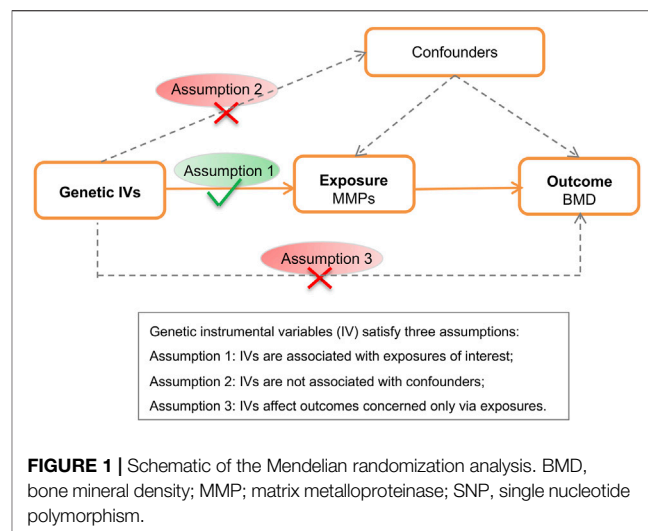 Confounders
Assumption 2
Assumption 1
Genetic IVs
Exposure
MMPs
Outcome
BMD
Assumption 3
Genetic instrumental variables (IV) satisfy three assumptions:
Assumption 1: IVs are associated with exposures of interest;
Assumption 2: IVs are not associated with confounders;
Assumption 3: IVs affect outcomes concerned only via exposures.
FIGURE 1 | Schematic of the Mendelian randomization analysis. BMD,
bone mineral density; MMP; matrix metalloproteinase; SNP, single nucleotide
polymorphism.